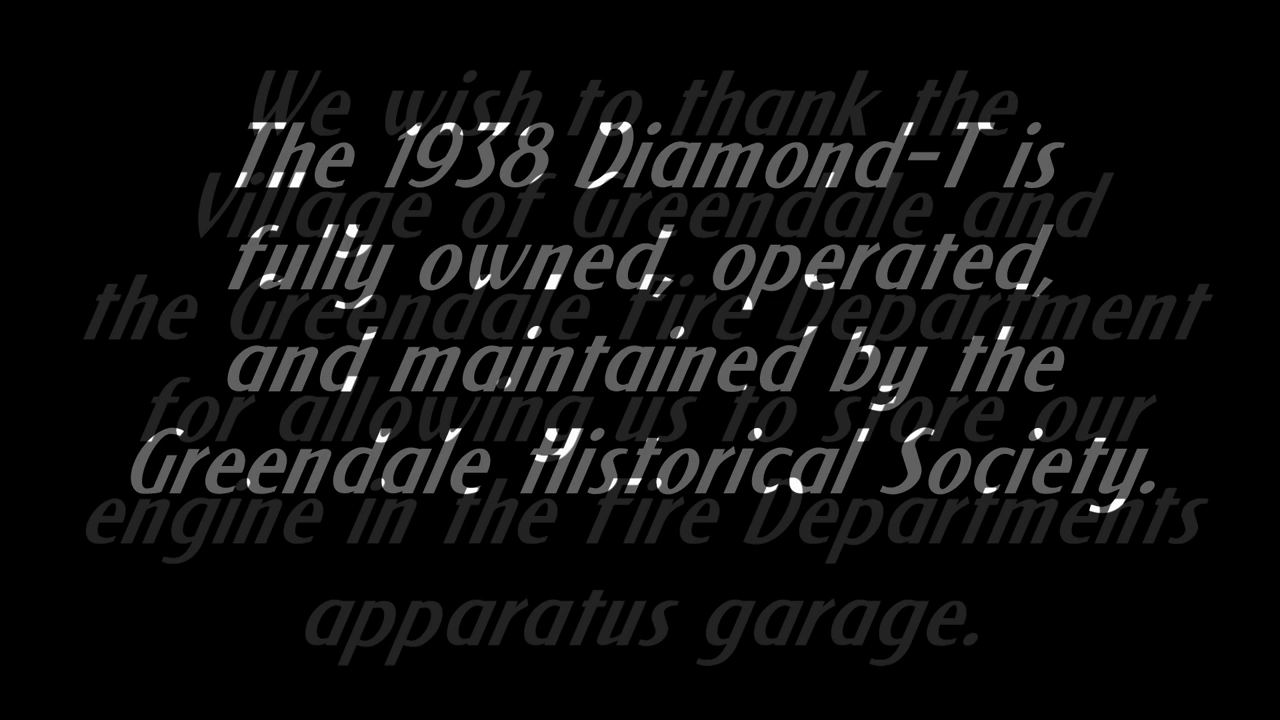 We wish to thank the
Village of Greendale and
the Greendale Fire Department
for allowing us to store our
engine in the Fire Departments
apparatus garage.
The 1938 Diamond-T is
fully owned, operated,
and maintained by the
Greendale Historical Society.